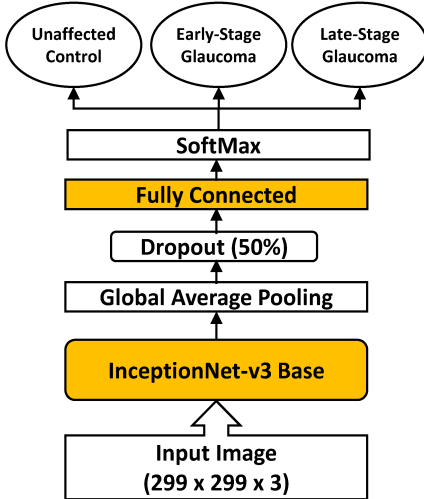 Unaffected
Control
Early-Stage
Glaucoma
Late-Stage
Glaucoma
SoftMax
Fully Connected
Dropout (50%)
Global Average Pooling
InceptionNet-v3 Base
Input Image
(299 x 299 x 3)